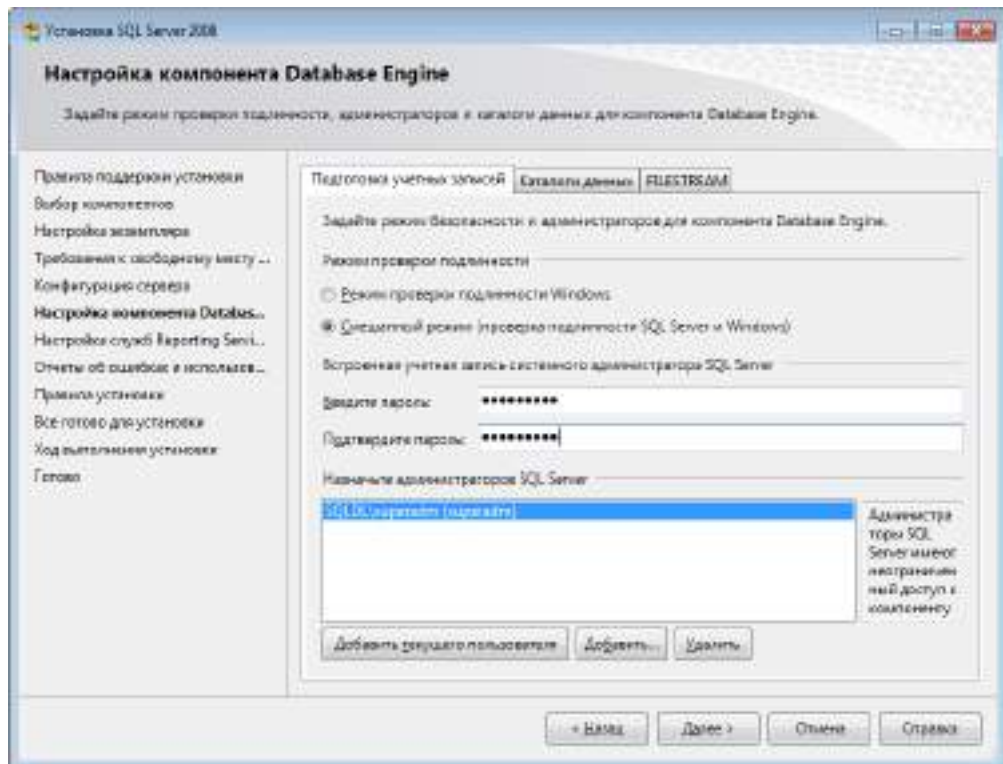 Установка SQL Server 2008
Настройка компонента Database Engine
Задайте режим проверки подлинности, администраторов и каталоги данных для компонента Database Engine.
Правила поддержки установки
Выбор компонентов
Настройка экземпляра
Требования к свободному месту ...
Конфигурация сервера
Настройка компонента Databas...
Настройка служб Reporting Servi...
Отчеты об ошибках и использов...
Правила установки
Все готово для установки
Ход выполнения установки
Готово
Подготовка учетных записей
Каталоги данных
FILESTREAM
Задайте режим безопасности и администраторов для компонента Database Engine.
Режим проверки подлинности
Режим проверки подлинности Windows
Смешанный режим (проверка подлинности SQL Server и Windows)
Встроенная учетная запись системного администратора SQL Server
Введите пароль:
Подтвердите пароль:
Назначьте администраторов SQL Server
(superadm)
Администра
торы SQL
Server имеют
неограничен
ный доступ к
компоненту
Добавить текущего пользователя
Добавить...
Удалить
< Назад
Далее >
Отмена
Справка